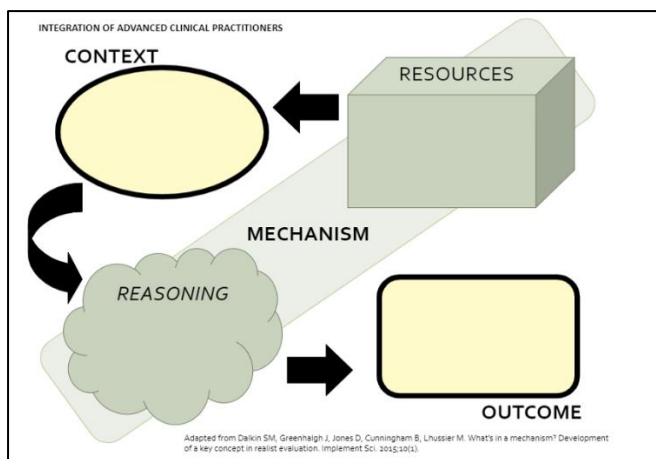 INTEGRATION OF ADVANCED CLINICAL PRACTITIONERS
CONTEXT
RESOURCES
MECHANISM
REASONING
OUTCOME
Adapted from Dalkin SM, Greenhalgh J, Jones D, Cunningham B, Lhussier M. What's in a mechanism? Development
of a key concept in realist evaluation. Implement Sci. 2015;10(1).